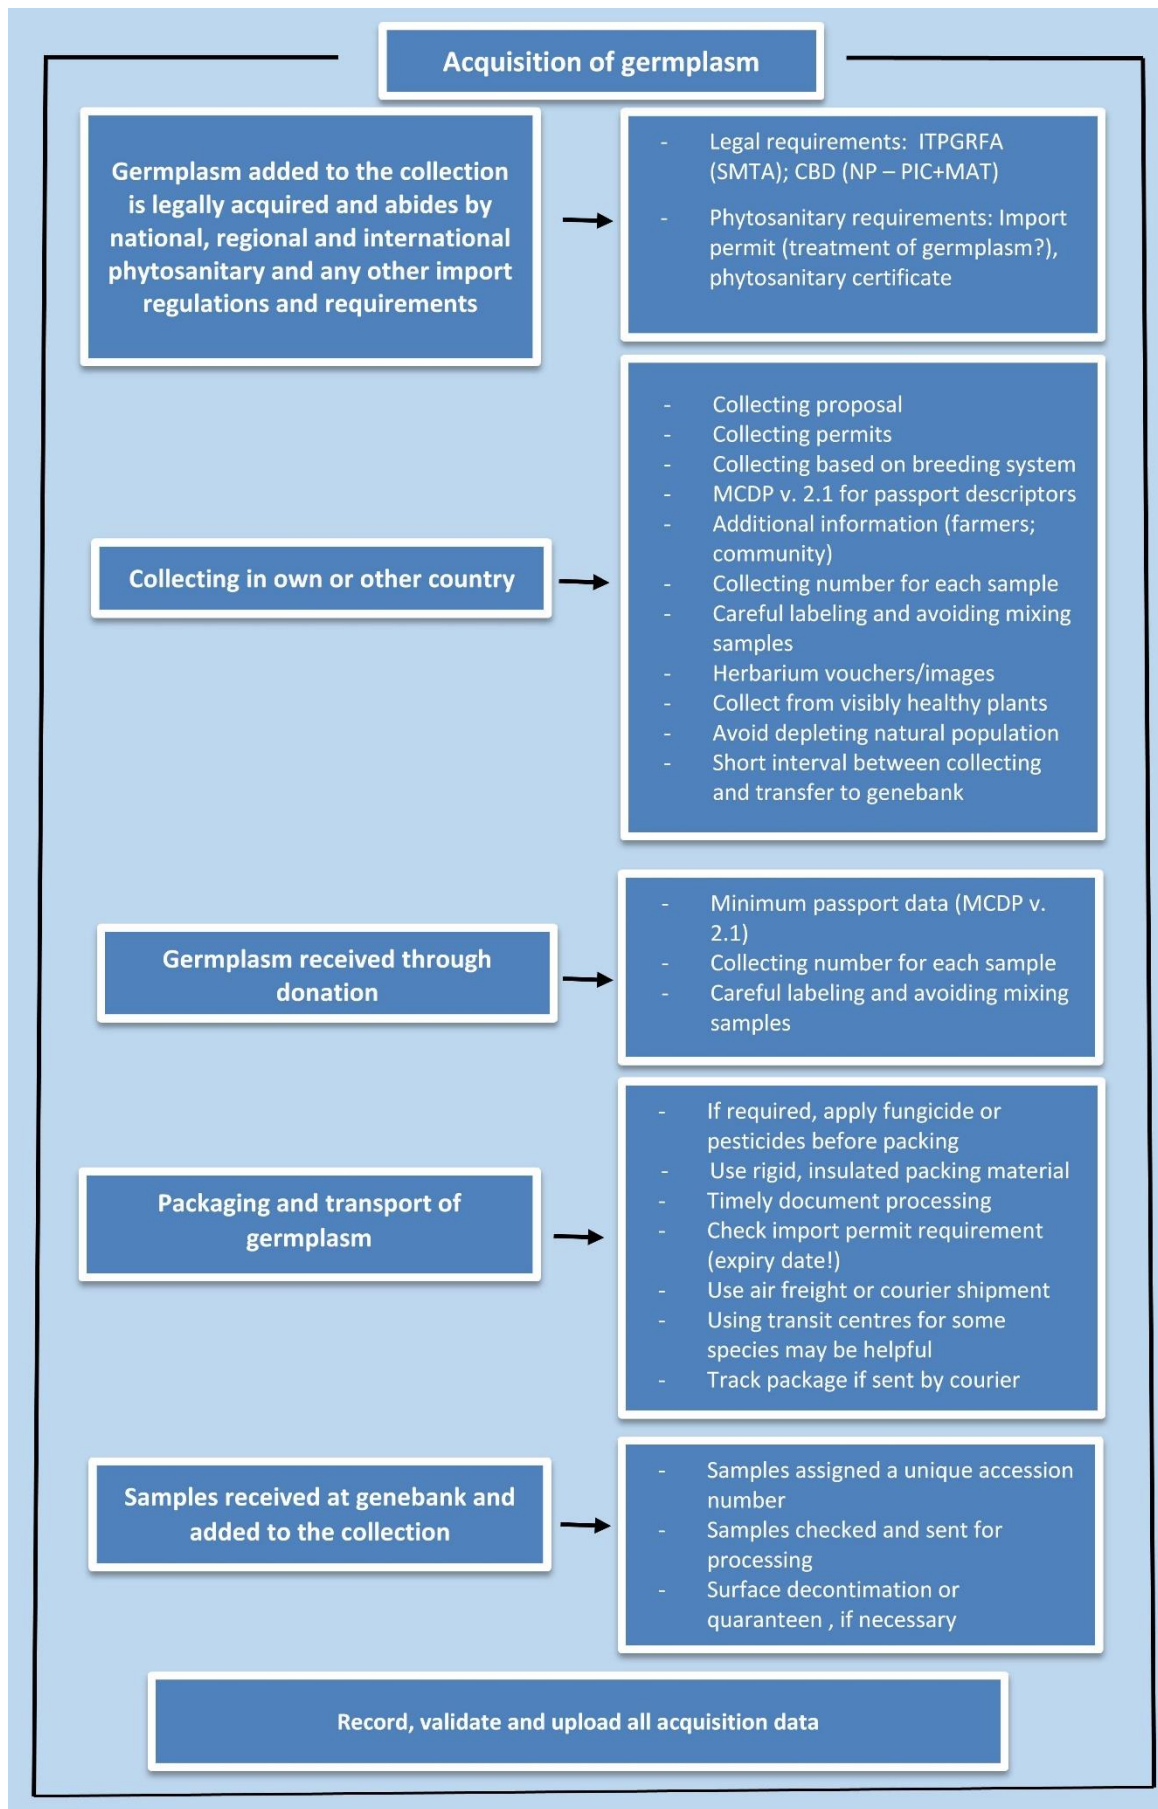 Acquisition of germplasm
Germplasm added to the collection
is legally acquired and abides by
national, regional and international
phytosanitary and any other import
regulations and requirements
- Legal requirements: ITPGRFA
(SMTA); CBD (NP – PIC+MAT)
- Phytosanitary requirements: Import
permit (treatment of germplasm?),
phytosanitary certificate
Collecting in own or other country
- Collecting proposal
- Collecting permits
- Collecting based on breeding system
- MCDP v. 2.1 for passport descriptors
- Additional information (farmers;
community)
- Collecting number for each sample
- Careful labeling and avoiding mixing
samples
- Herbarium vouchers/images
- Collect from visibly healthy plants
- Avoid depleting natural population
- Short interval between collecting
and transfer to genebank
Germplasm received through
donation
- Minimum passport data (MCDP v.
2.1)
- Collecting number for each sample
- Careful labeling and avoiding mixing
samples
Packaging and transport of
germplasm
- If required, apply fungicide or
pesticides before packing
- Use rigid, insulated packing material
- Timely document processing
- Check import permit requirement
(expiry date!)
- Use air freight or courier shipment
- Using transit centres for some
species may be helpful
- Track package if sent by courier
Samples received at genebank and
added to the collection
- Samples assigned a unique accession
number
- Samples checked and sent for
processing
- Surface decontimation or
quaranteen , if necessary
Record, validate and upload all acquisition data